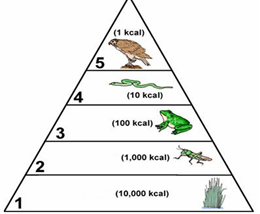 (1 kcal)
5
4
(10 kcal)
3
(100 kcal)
2
(1,000 kcal)
1
(10,000 kcal)